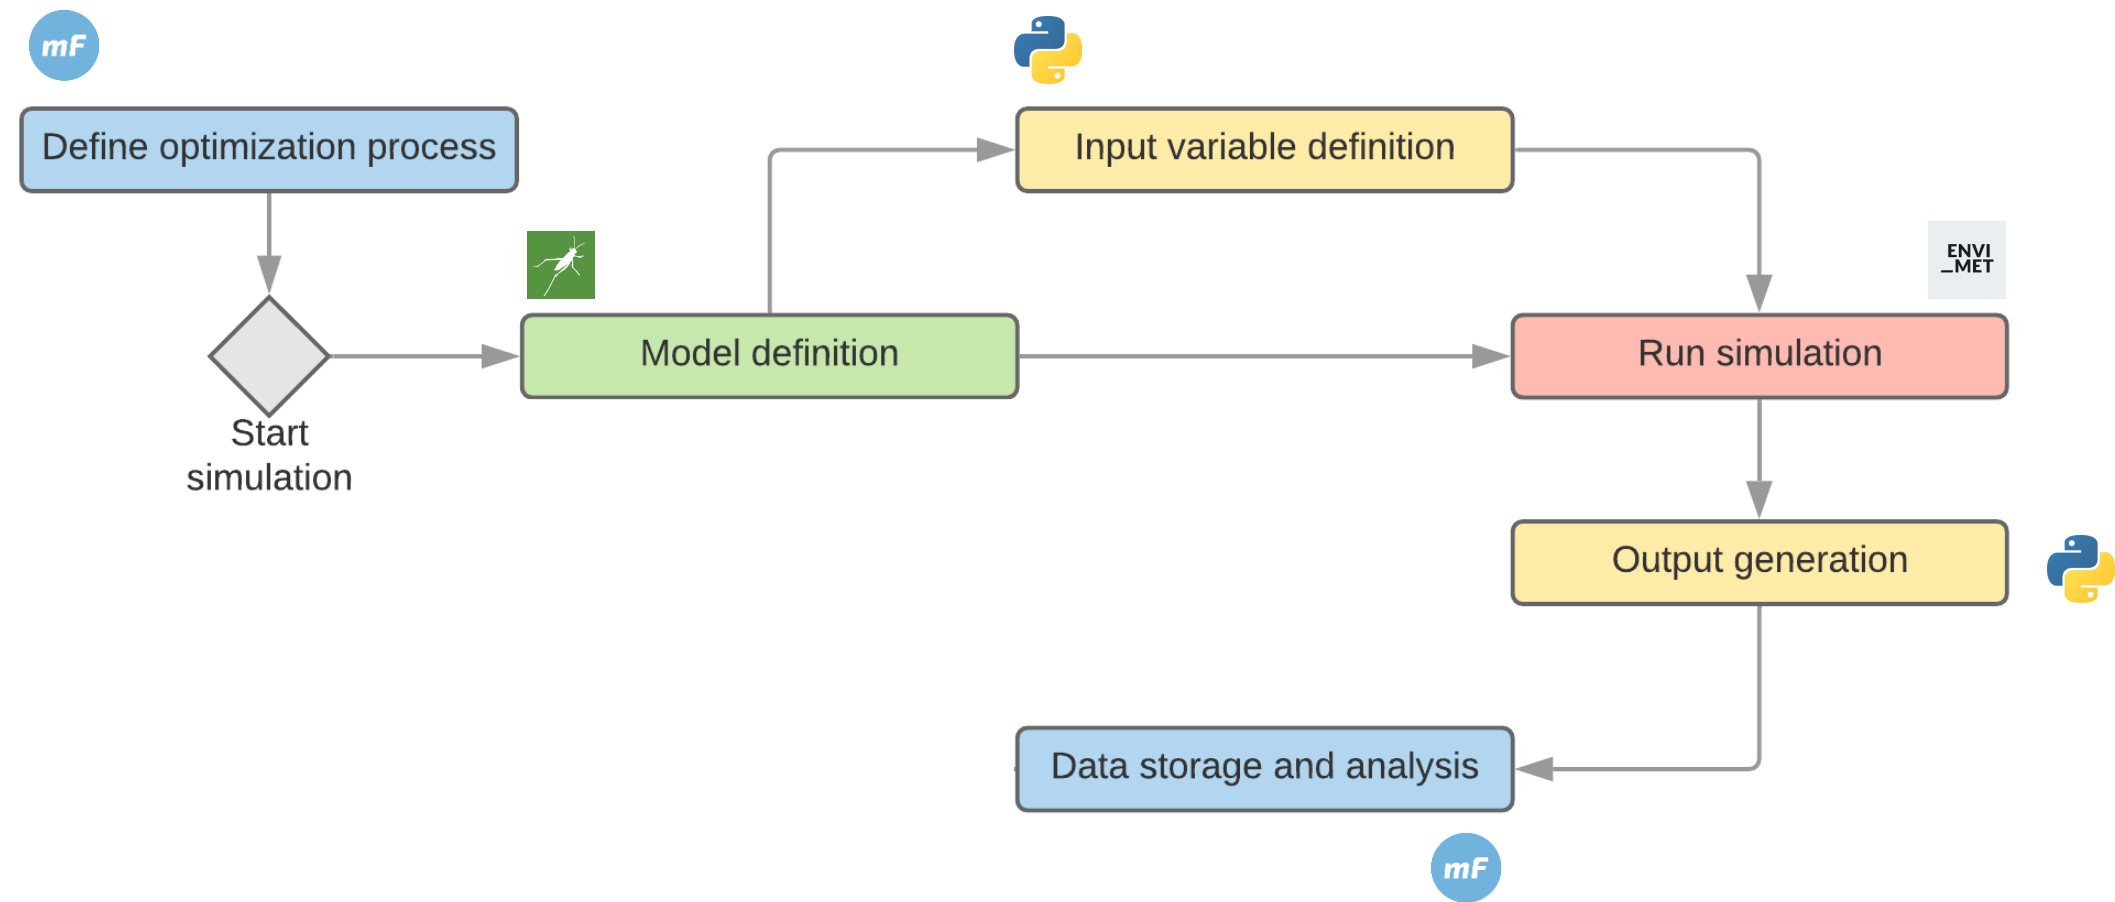 mF
Define optimization process
Input variable definition
ENVI
_MET
Model definition
Run simulation
Start
simulation
Output generation
Data storage and analysis
mF